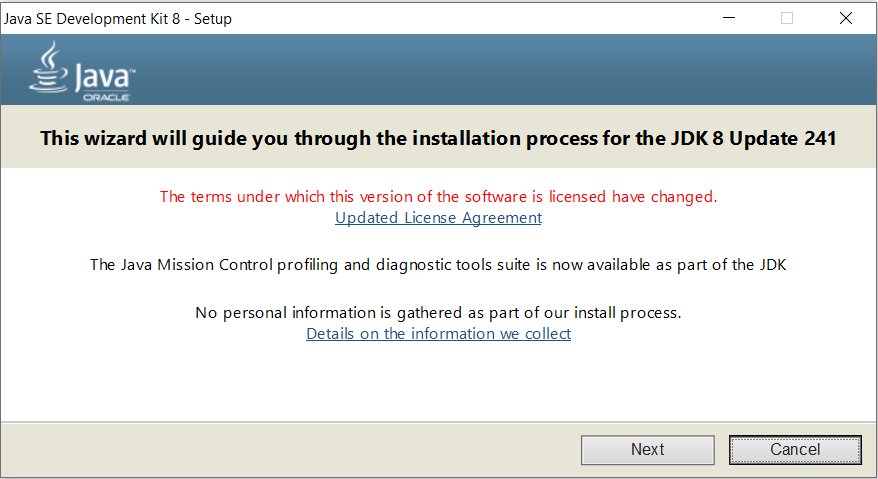 Java SE Development Kit 8 - Setup
Java™
ORACLE
This wizard will guide you through the installation process for the JDK 8 Update 241
The terms under which this version of the software is licensed have changed.
Updated License Agreement
The Java Mission Control profiling and diagnostic tools suite is now available as part of the JDK
No personal information is gathered as part of our install process.
Details on the information we collect
Next Cancel